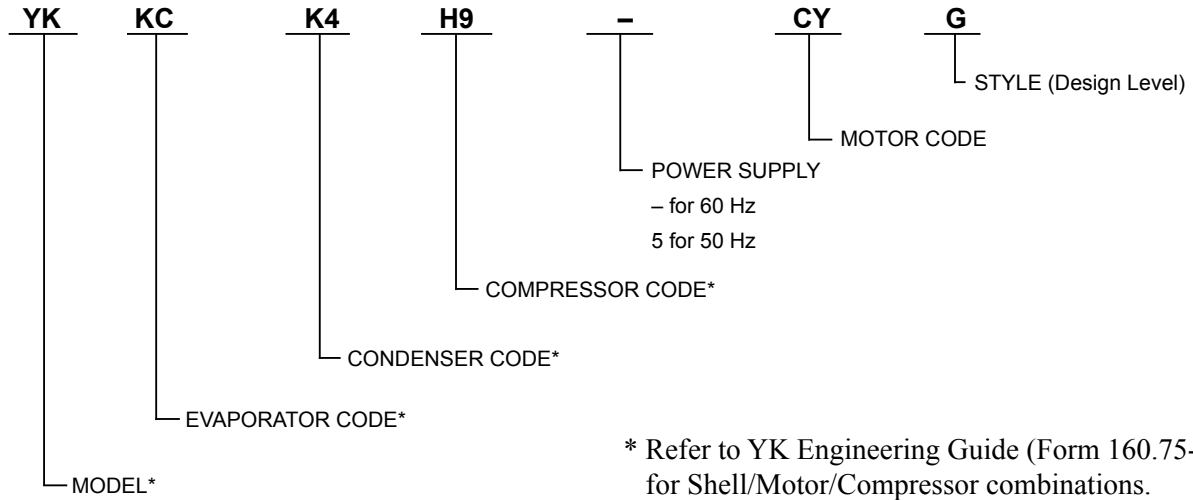 YK KC K4 H9 – CY G
STYLE (Design Level)
MOTOR CODE
POWER SUPPLY
– for 60 Hz
5 for 50 Hz
COMPRESSOR CODE*
CONDENSER CODE*
EVAPORATOR CODE*
MODEL*
* Refer to YK Engineering Guide (Form 160.75-
for Shell/Motor/Compressor combinations.